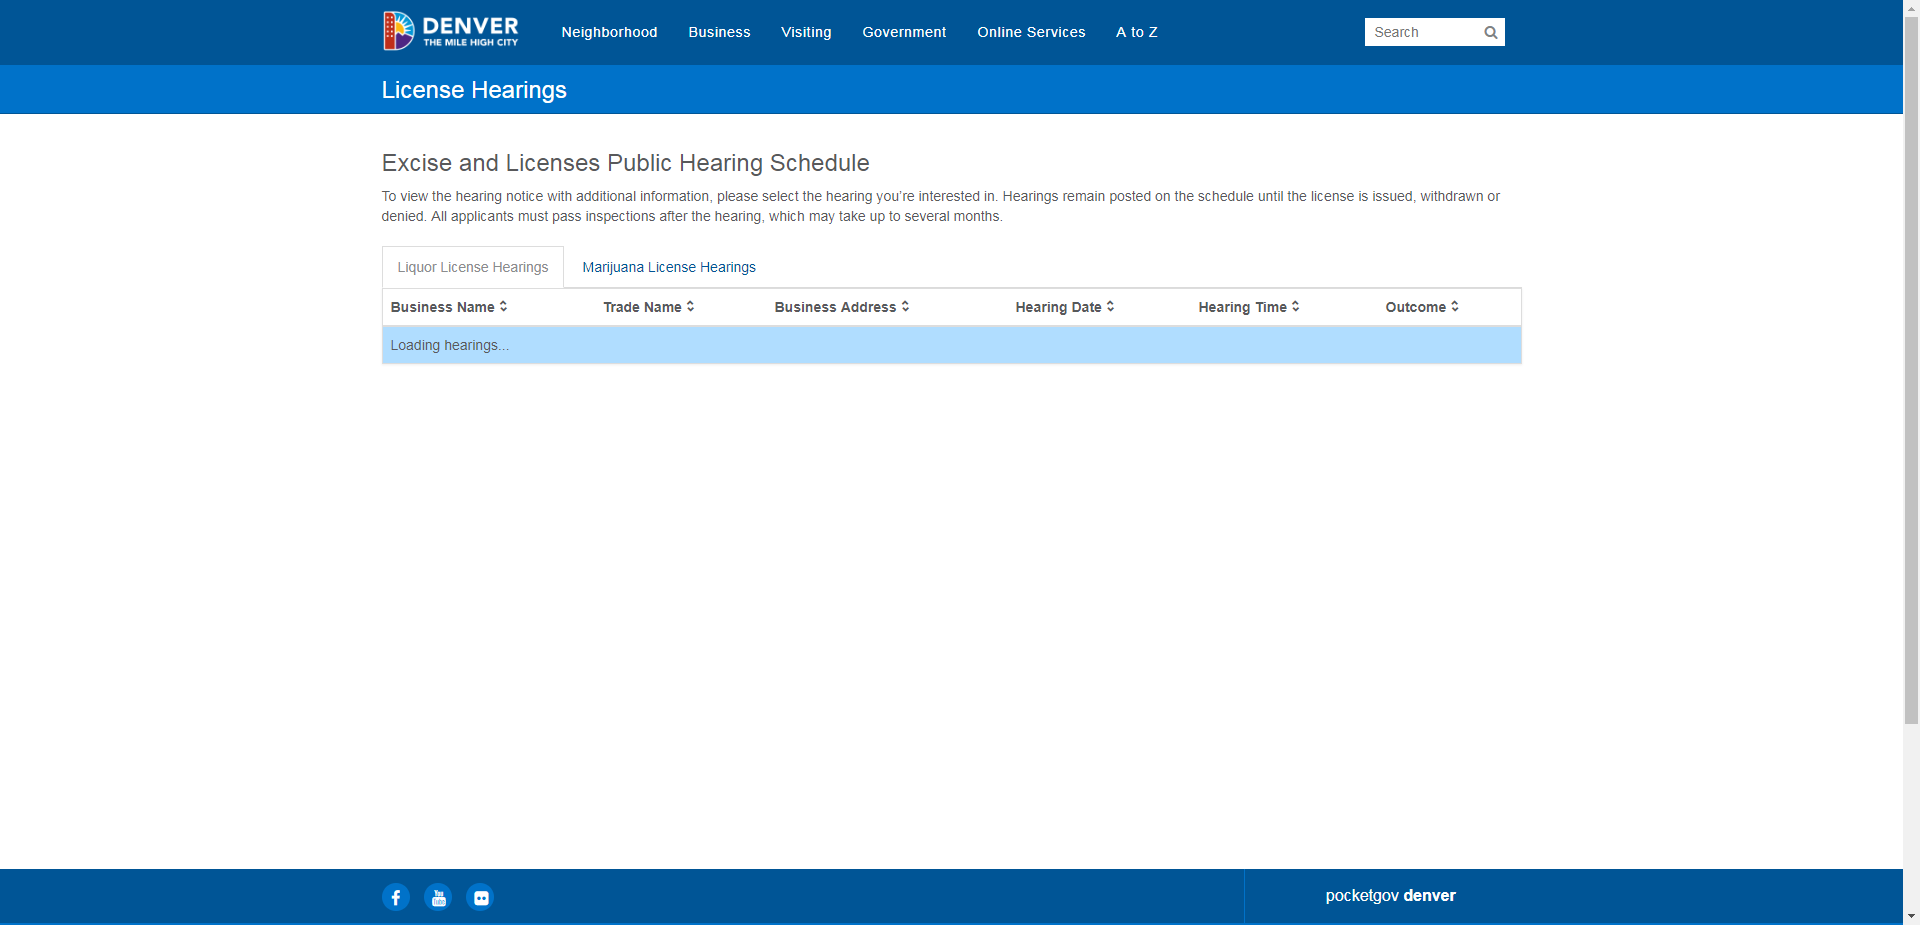 DENVER
THE MILE HIGH CITY
Neighborhood Business Visiting Government Online Services A to Z
Search
License Hearings
Excise and Licenses Public Hearing Schedule
To view the hearing notice with additional information, please select the hearing you're interested in. Hearings remain posted on the schedule until the license is issued, withdrawn or
denied. All applicants must pass inspections after the hearing, which may take up to several months.
Liquor License Hearings Marijuana License Hearings
Business Name Trade Name Business Address Hearing Date Hearing Time Outcome
Loading hearings...
You
Tube
pocketgov denver